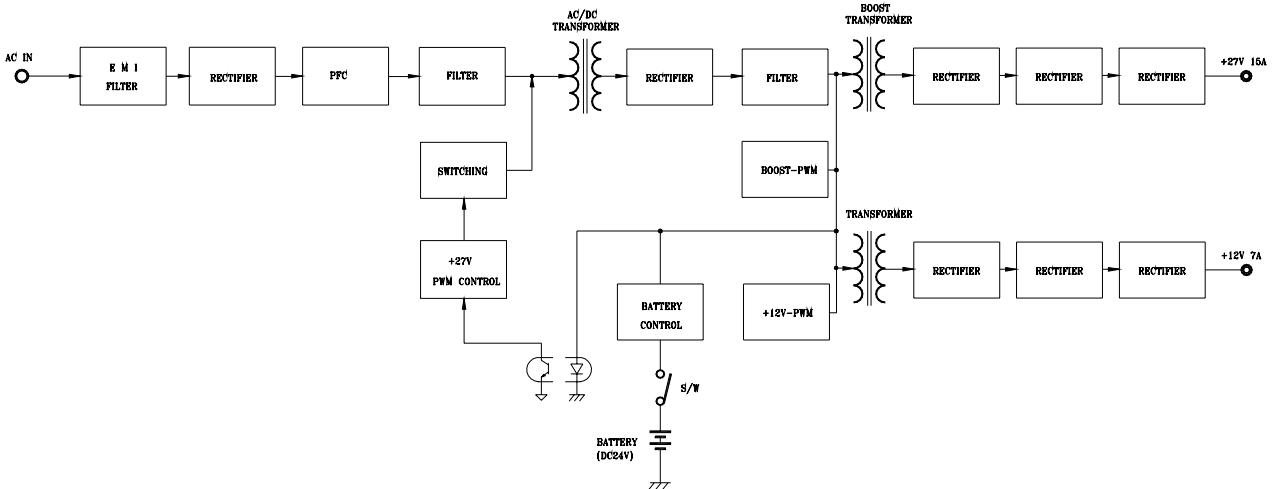 AC IN
E M I
FILTER
RECTIFIER
PFC
FILTER
AC/DC
TRANSFORMER
RECTIFIER
FILTER
BOOST
TRANSFORMER
RECTIFIER
RECTIFIER
RECTIFIER
+27V 15A
SWITCHING
BOOST-PWM
+27V
PWM CONTROL
TRANSFORMER
RECTIFIER
RECTIFIER
RECTIFIER
+12V 7A
BATTERY
CONTROL
+12V-PWM
S/W
BATTERY
(DC24V)